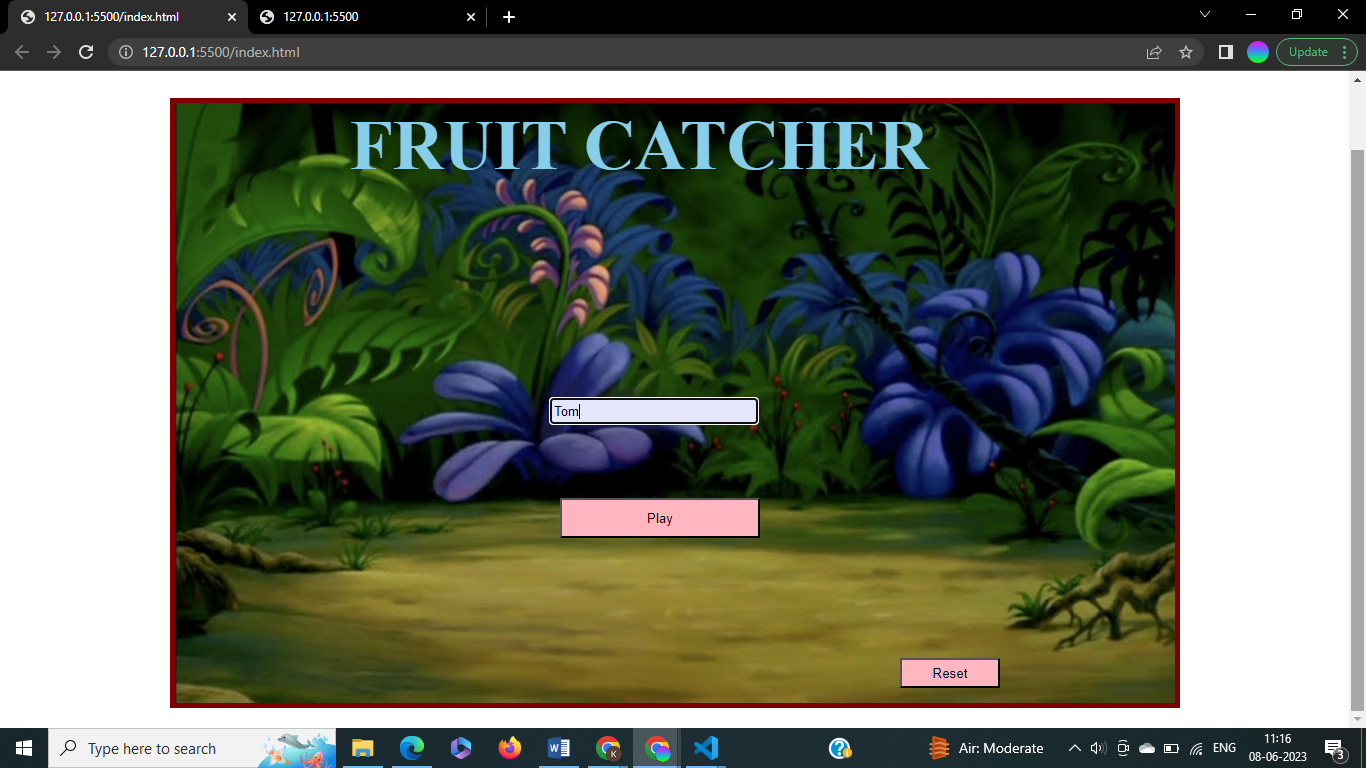 127.0.0.1:5500/index.html
127.0.0.1:5500
127.0.0.1:5500/index.html
Update
FRUIT CATCHER
Tom
Play
Reset
Type here to search
W
K
Air: Moderate
ENG
11:16
08-06-2023
3